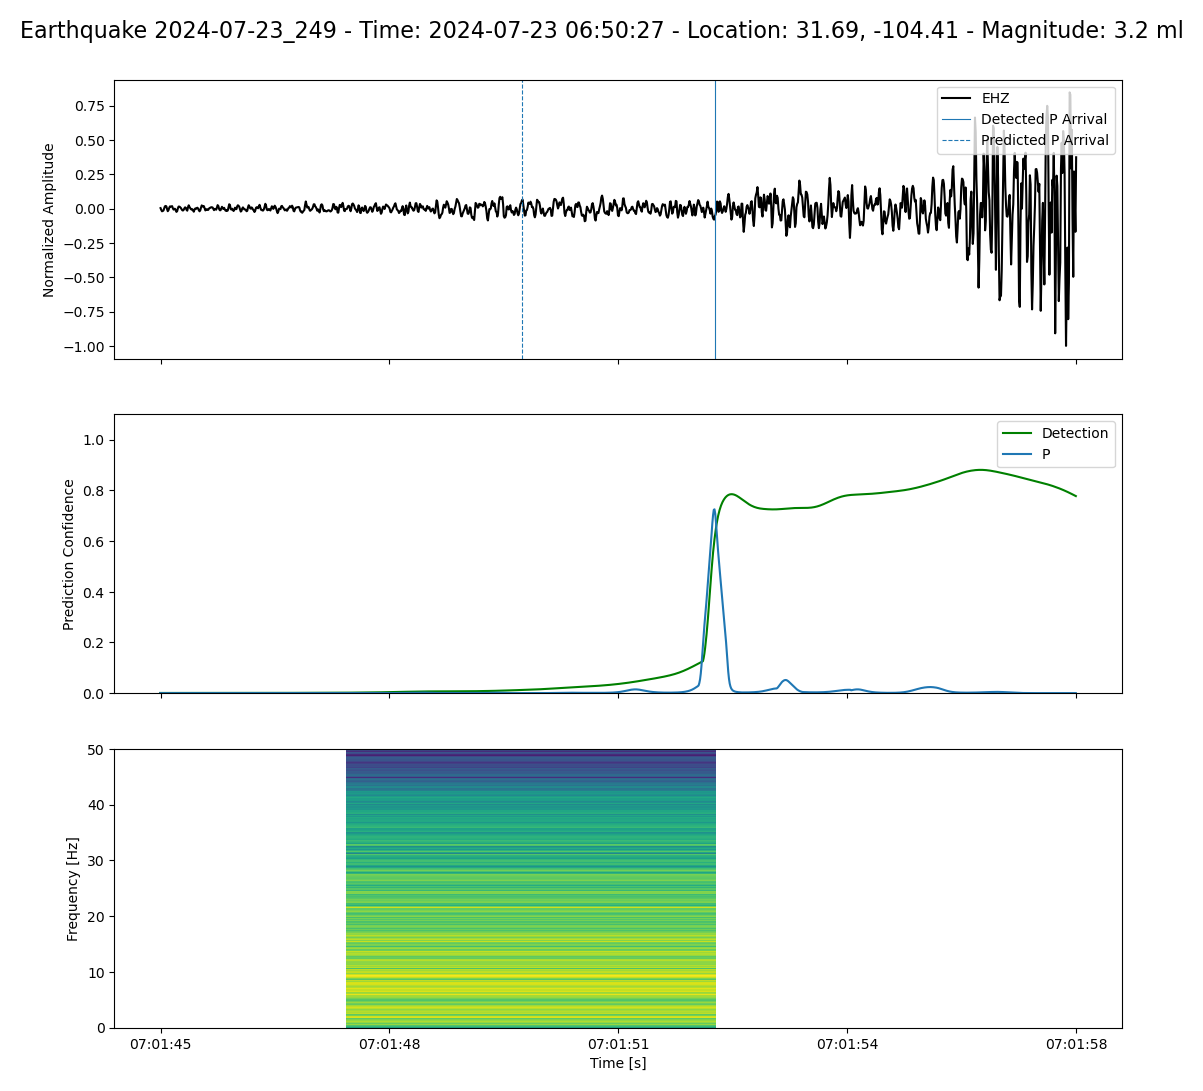 Earthquake 2024-07-23_249 - Time: 2024-07-23 06:50:27 - Location: 31.69, -104.41 - Magnitude: 3.2 ml
Normalized Amplitude
0.75
0.50
0.25
0.00
−0.25
−0.50
−0.75
−1.00
EHZ
Detected P Arrival
Predicted P Arrival
Prediction Confidence
1.0
0.8
0.6
0.4
0.2
0.0
Detection
P
Frequency [Hz]
50
40
30
20
10
0
07:01:45 07:01:48 07:01:51 07:01:54 07:01:58
Time [s]